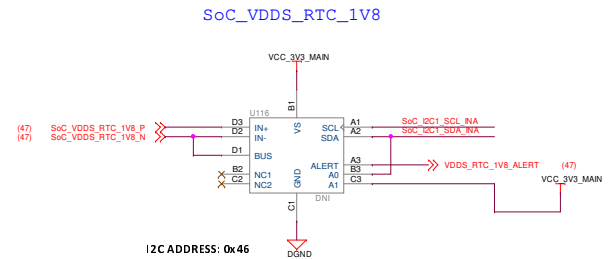 SoC_VDDS_RTC_1V8
VCC_3V3_MAIN
U116
B1
VS
(47) SoC_VDDS_RTC_1V8_P D3 IN+ SCL A1 SoC_I2C1_SCL_INA
(47) SoC_VDDS_RTC_1V8_N D2 IN- SDA A2 SoC_I2C1_SDA_INA
D1 BUS
ALERT A3 VDDS_RTC_1V8_ALERT (47)
B2 NC1 A0 B3
C2 NC2 A1 C3 VCC_3V3_MAIN
GND
C1
DNI
I2C ADDRESS: 0x46
DGND